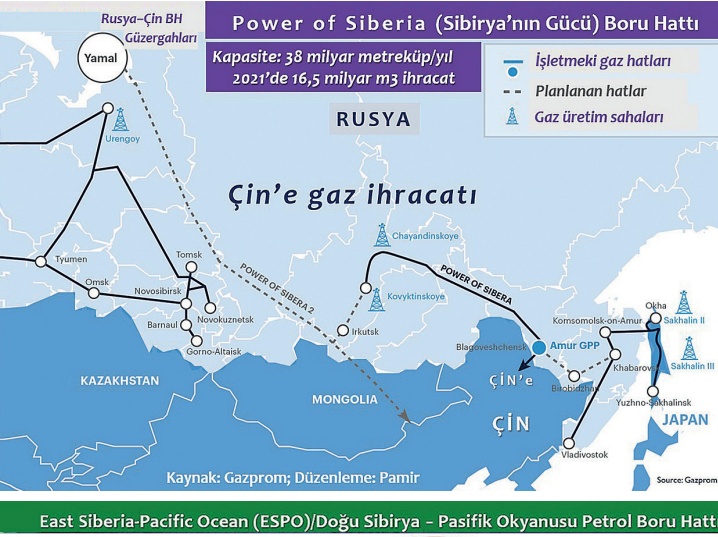 Rusya–Çin BH
Güzergahları
Power of Siberia (Sibirya’nın Gücü) Boru Hattı
Kapasite: 38 milyar metreküp/yıl
2021’de 16,5 milyar m3 ihracat
İşletmeki gaz hatları
Planlanan hatlar
Gaz üretim sahaları
Yamal
RUSYA
Urengoy
Çin’e gaz ihracatı
Chayandinskoye
Tyumen
Tomsk
POWER OF SIBERA 2
POWER OF SIBERA
Omsk
Novosibirsk
Kovyktinskoye
Okha
Novokuznetsk
Komsomolsk-on-Amur
Sakhalin II
Barnaul
Irkutsk
Blagoveshchensk
Amur GPP
Gorno-Altaisk
Khabarovs
Sakhalin III
KAZAKHSTAN
ÇİN’e
Birobidzhan
MONGOLIA
Yuzhno-Sakhalinsk
ÇİN
JAPAN
Vladivostok
Kaynak: Gazprom; Düzenleme: Pamir
Source: Gazprom
East Siberia-Pacific Ocean (ESPO)/Doğu Sibirya – Pasifik Okyanusu Petrol Boru Hattı